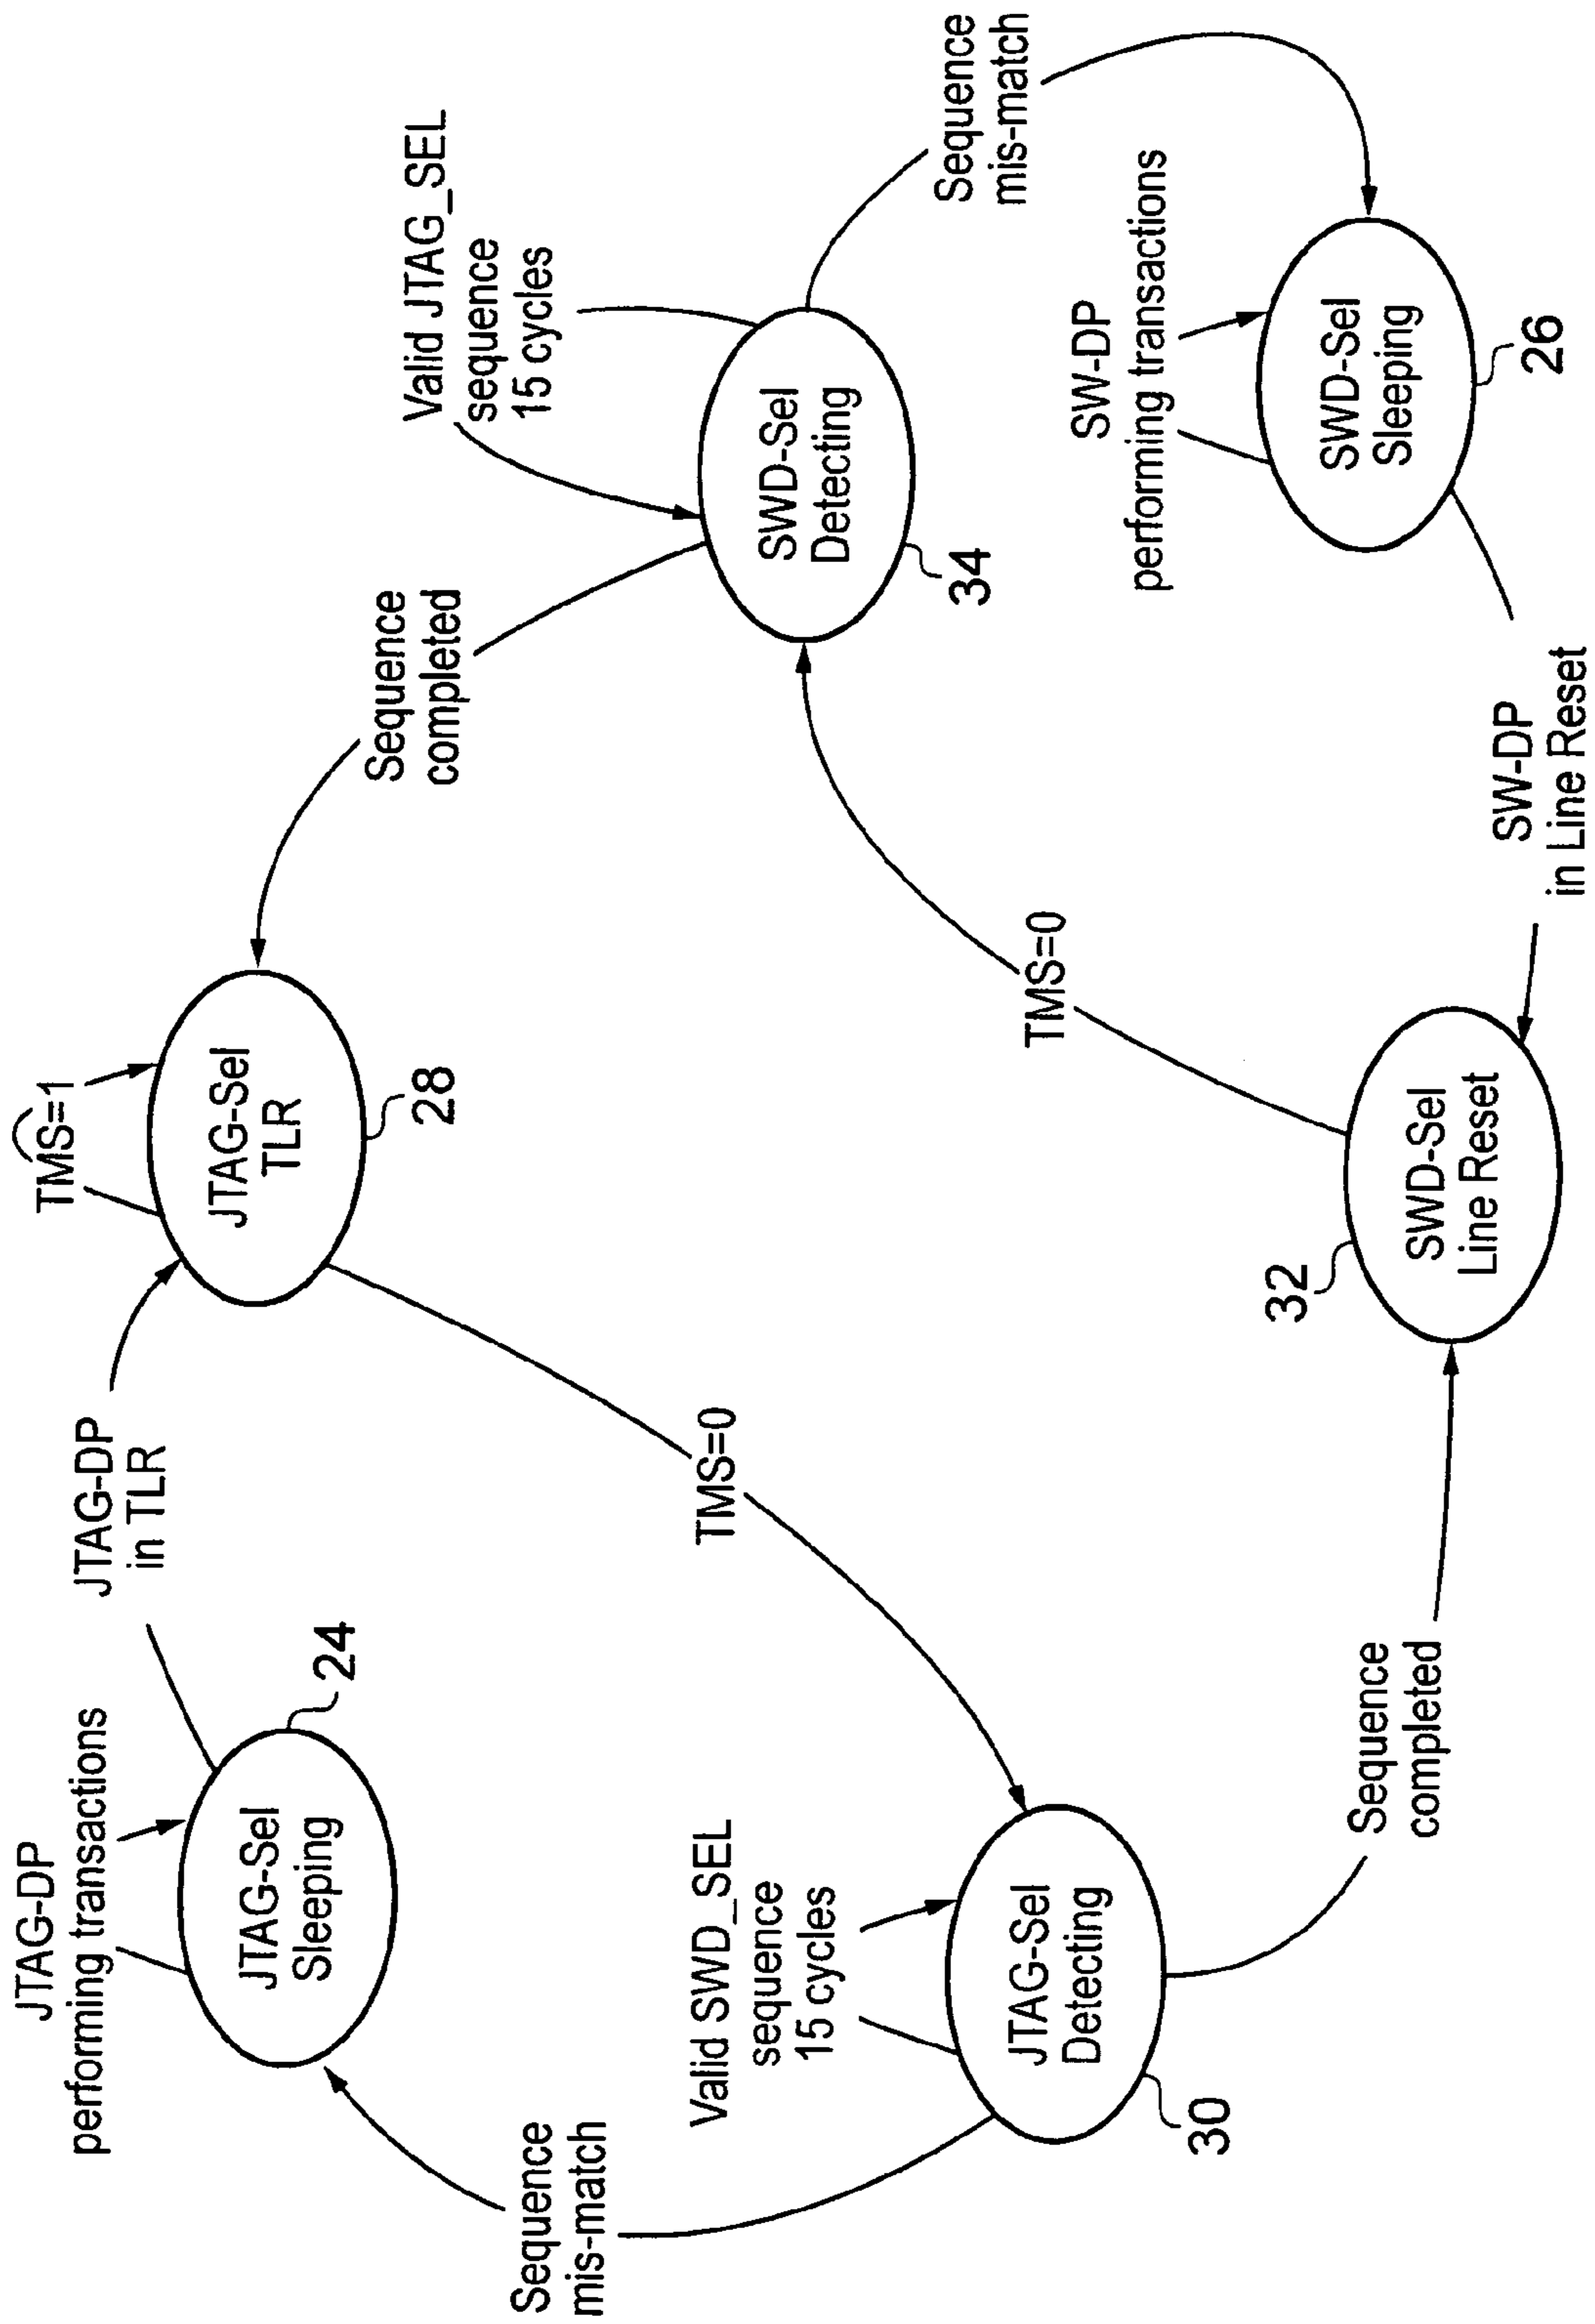 JTAG-DP
performing transactions
JTAG-Sel
Sleeping
24
JTAG-DP
in TLR
TMS=1
JTAG-Sel
TLR
28
Sequence
completed
Valid JTAG_SEL
sequence
15 cycles
SWD-Sel
Detecting
34
Sequence
mis-match
Sequence
mis-match
Valid SWD_SEL
sequence
15 cycles
JTAG-Sel
Detecting
30
TMS=0
TMS=0
SW-DP
performing transactions
SWD-Sel
Sleeping
26
Sequence
completed
32
SWD-Sel
Line Reset
SW-DP
in Line Reset